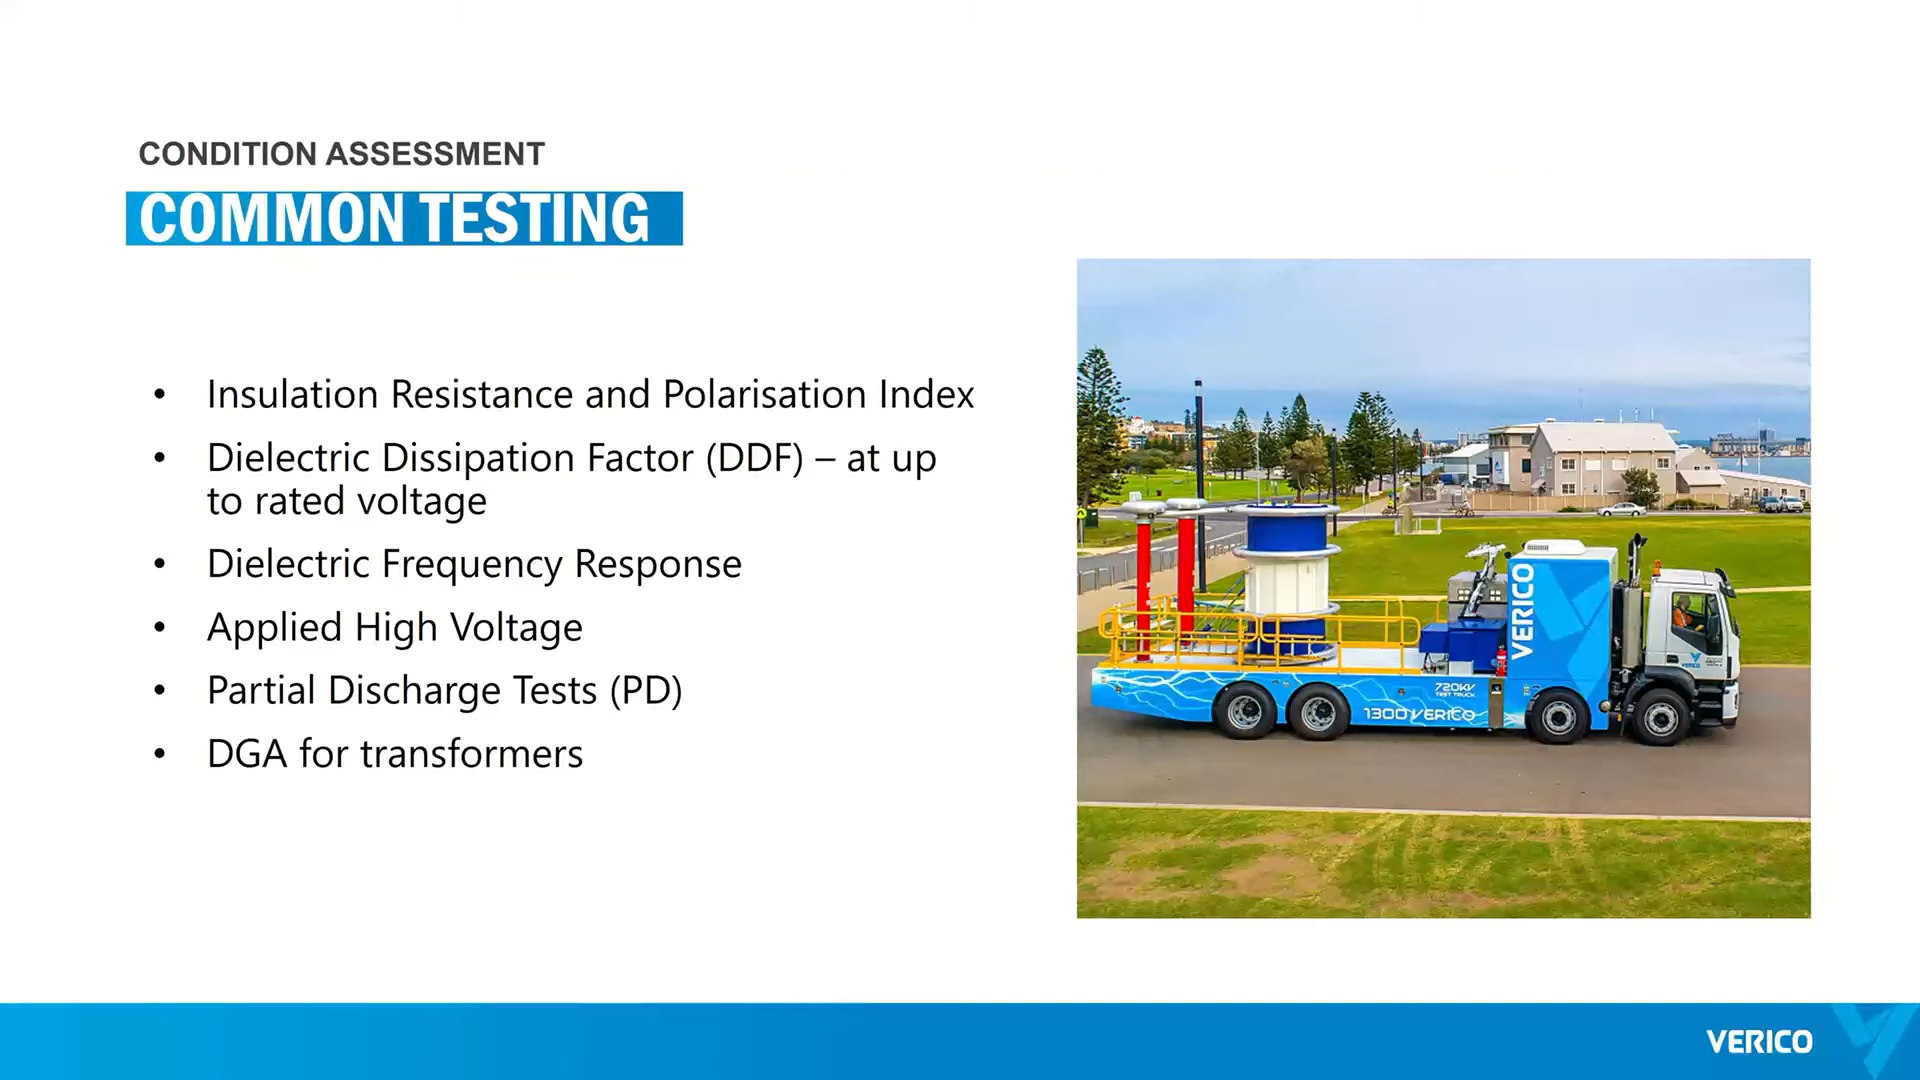 CONDITION ASSESSMENT
COMMON TESTING
• Insulation Resistance and Polarisation Index
• Dielectric Dissipation Factor (DDF) – at up
to rated voltage
• Dielectric Frequency Response
• Applied High Voltage
• Partial Discharge Tests (PD)
• DGA for transformers
VERICO
720KV
TEST TRUCK
1300 VERICO
VERICO
VERICO